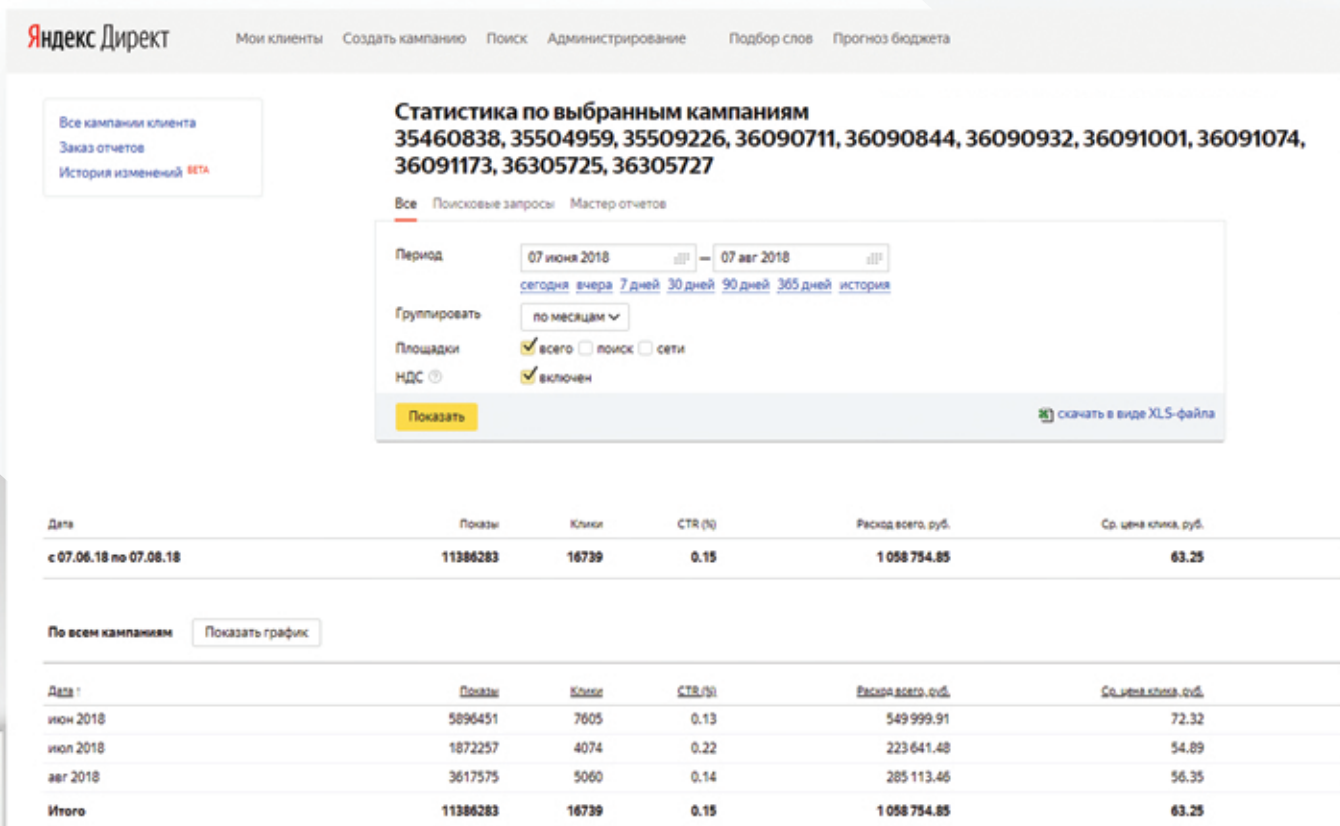 Яндекс Директ Мои клиенты Создать кампанию Поиск Администрирование Подбор слов Прогноз бюджета
Все кампании клиента
Заказ отчетов
История изменений BETA
Статистика по выбранным кампаниям
35460838, 35504959, 35509226, 36090711, 36090844, 36090932, 36091001, 36091074,
36091173, 36305725, 36305727
Все Поисковые запросы Мастер отчетов
Период 07 июня 2018 – 07 авг 2018
сегодня вчера 7 дней 30 дней 90 дней 365 дней история
Группировать по месяцам
Площадки всего поиск сети
НДС ? включен
Показать скачать в виде XLS-файла
Дата Показы Клики CTR (%) Расход всего, руб. Ср. цена клика, руб.
с 07.06.18 по 07.08.18 11386283 16739 0.15 1 058 754.85 63.25
По всем кампаниям Показать график
Дата ↑ Показы Клики CTR (%) Расход всего, руб. Ср. цена клика, руб.
июн 2018 5896451 7605 0.13 549 999.91 72.32
июл 2018 1872257 4074 0.22 223 641.48 54.89
авг 2018 3617575 5060 0.14 285 113.46 56.35
Итого 11386283 16739 0.15 1 058 754.85 63.25